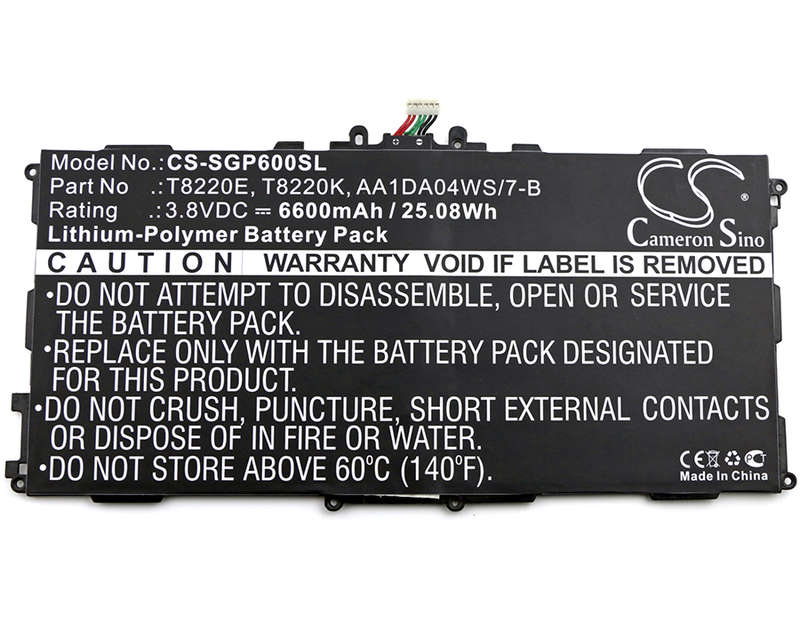 Model No.: CS-SGP600SL
Part No : T8220E, T8220K, AA1DA04WS/7-B
Rating : 3.8VDC ⎓ 6600mAh / 25.08Wh
Lithium-Polymer Battery Pack
CS
Cameron Sino
CAUTION WARRANTY VOID IF LABEL IS REMOVED.
•DO NOT ATTEMPT TO DISASSEMBLE, OPEN OR SERVICE
THE BATTERY PACK.
•REPLACE ONLY WITH THE BATTERY PACK DESIGNATED
FOR THIS PRODUCT.
•DO NOT CRUSH, PUNCTURE, SHORT EXTERNAL CONTACTS
OR DISPOSE OF IN FIRE OR WATER.
•DO NOT STORE ABOVE 60°C (140°F).
CE PCT
Made In China